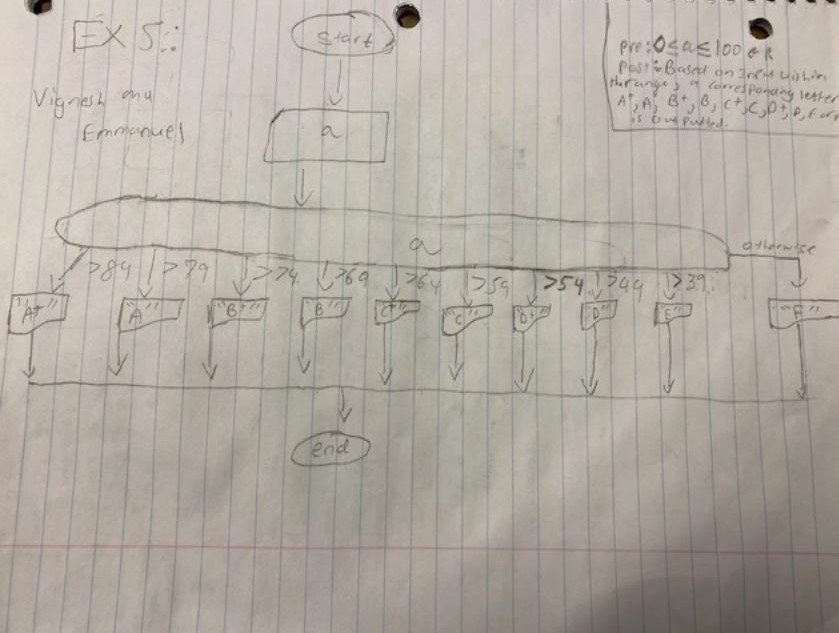 EX 5::
Start
pre: 0 ≤ a ≤ 100 ∈ R
post: Based on Input within
the range, a corresponding letter
A+, A, B+, B, C+, C, D+, D, E or F
is outputted.
Vignesh and
Emmanuel
a
a
otherwise
>84 >79 >74 >69 >64 >59 >54 >49 >39
"A+" "A" "B+" "B" "C+" "C" "D+" "D" "E" "F"
end